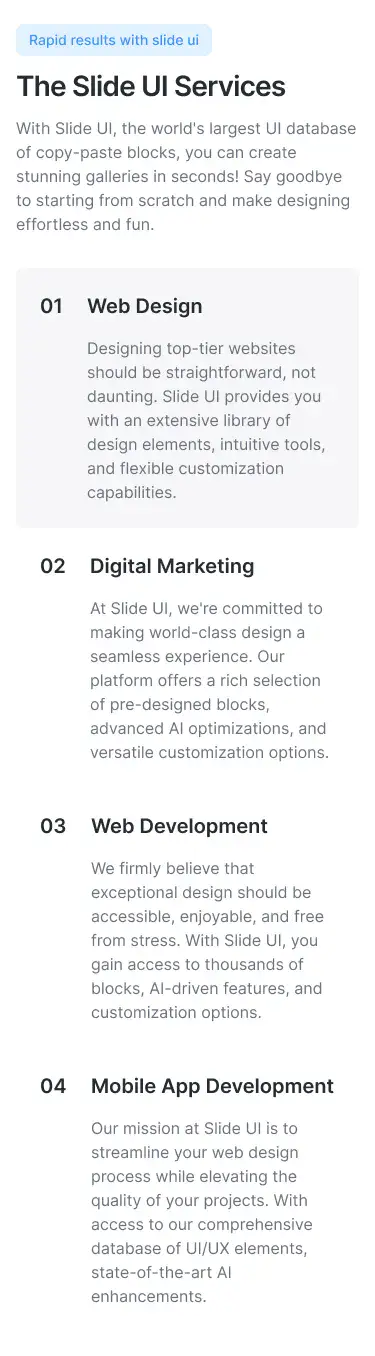 Rapid results with slide ui
The Slide UI Services
With Slide UI, the world's largest UI database
of copy-paste blocks, you can create
stunning galleries in seconds! Say goodbye
to starting from scratch and make designing
effortless and fun.
01 Web Design
Designing top-tier websites
should be straightforward, not
daunting. Slide UI provides you
with an extensive library of
design elements, intuitive tools,
and flexible customization
capabilities.
02 Digital Marketing
At Slide UI, we're committed to
making world-class design a
seamless experience. Our
platform offers a rich selection
of pre-designed blocks,
advanced AI optimizations, and
versatile customization options.
03 Web Development
We firmly believe that
exceptional design should be
accessible, enjoyable, and free
from stress. With Slide UI, you
gain access to thousands of
blocks, AI-driven features, and
customization options.
04 Mobile App Development
Our mission at Slide UI is to
streamline your web design
process while elevating the
quality of your projects. With
access to our comprehensive
database of UI/UX elements,
state-of-the-art AI
enhancements.